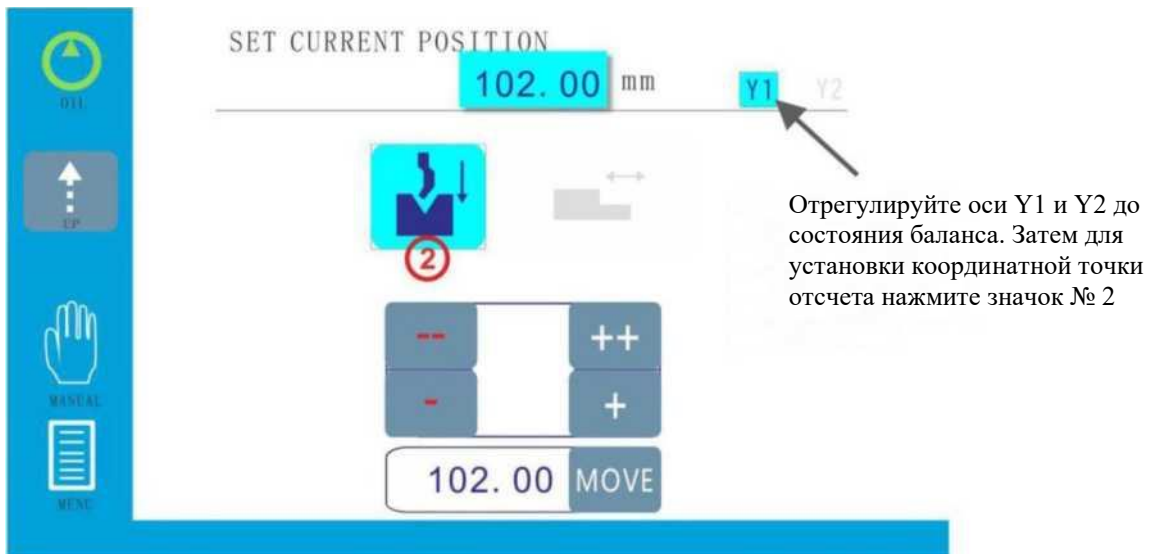 SET CURRENT POSITION
102.00 mm
Y1 Y2
OIL
UP
Отрегулируйте оси Y1 и Y2 до
состояния баланса. Затем для
установки координатной точки
отсчета нажмите значок № 2
2
-- ++
- +
MANUAL
102.00 MOVE
MENU